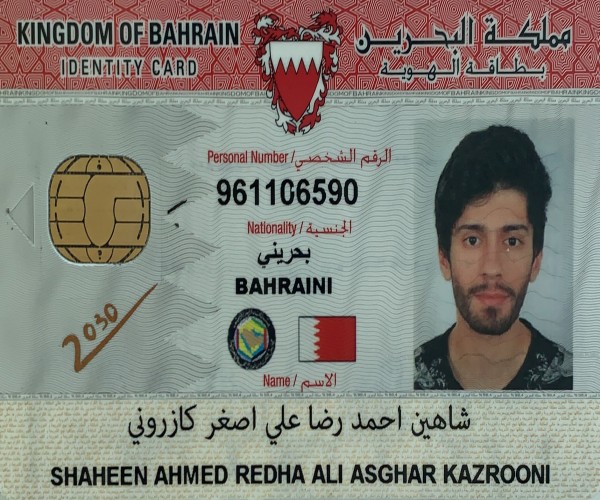 KINGDOM OF BAHRAIN
مملكة البحرين
IDENTITY CARD
بطاقة الهوية
Personal Number / الرقم الشخصي
961106590
Nationality / الجنسية
بحريني
BAHRAINI
2030
Name / الاسم
شاهين احمد رضا علي اصغر كازروني
SHAHEEN AHMED REDHA ALI ASGHAR KAZROONI